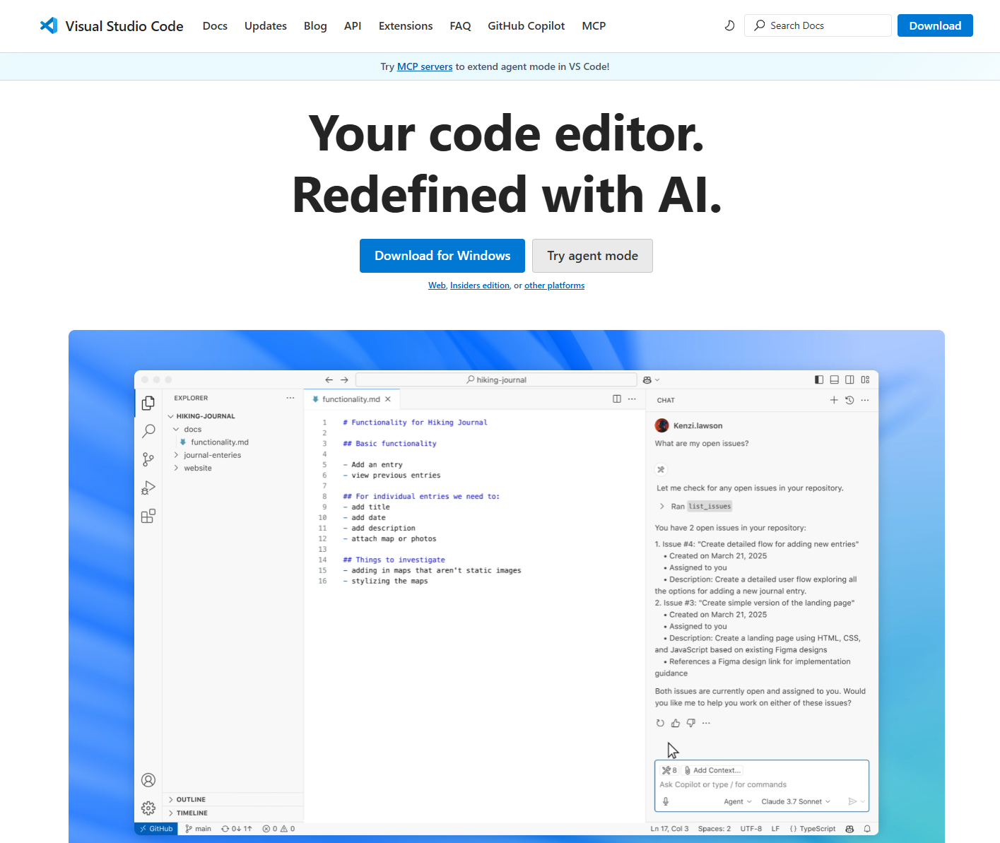 Visual Studio Code Docs Updates Blog API Extensions FAQ GitHub Copilot MCP Search Docs Download
Try MCP servers to extend agent mode in VS Code!
Your code editor.
Redefined with AI.
Download for Windows Try agent mode
Web, Insiders edition, or other platforms
hiking-journal
EXPLORER
HIKING-JOURNAL
docs
functionality.md
journal-enteries
website
OUTLINE
TIMELINE
functionality.md
1 # Functionality for Hiking Journal
2
3 ## Basic functionality
4
5 - Add an entry
6 - view previous entries
7
8 ## For individual entries we need to:
9 - add title
10 - add date
11 - add description
12 - attach map or photos
13
14 ## Things to investigate
15 - adding in maps that aren't static images
16 - stylizing the maps
CHAT
Kenzi.lawson
What are my open issues?
Let me check for any open issues in your repository.
Ran list_issues
You have 2 open issues in your repository:
1. Issue #4: "Create detailed flow for adding new entries"
• Created on March 21, 2025
• Assigned to you
• Description: Create a detailed user flow exploring all
the options for adding a new journal entry.
2. Issue #3: "Create simple version of the landing page"
• Created on March 21, 2025
• Assigned to you
• Description: Create a landing page using HTML, CSS,
and JavaScript based on existing Figma designs
• References a Figma design link for implementation
guidance
Both issues are currently open and assigned to you. Would
you like me to help you work on either of these issues?
8 Add Context...
Ask Copilot or type / for commands
Agent Claude 3.7 Sonnet
GitHub main 0↓ 1↑ 0 0 Ln 17, Col 3 Spaces: 2 UTF-8 LF {} TypeScript